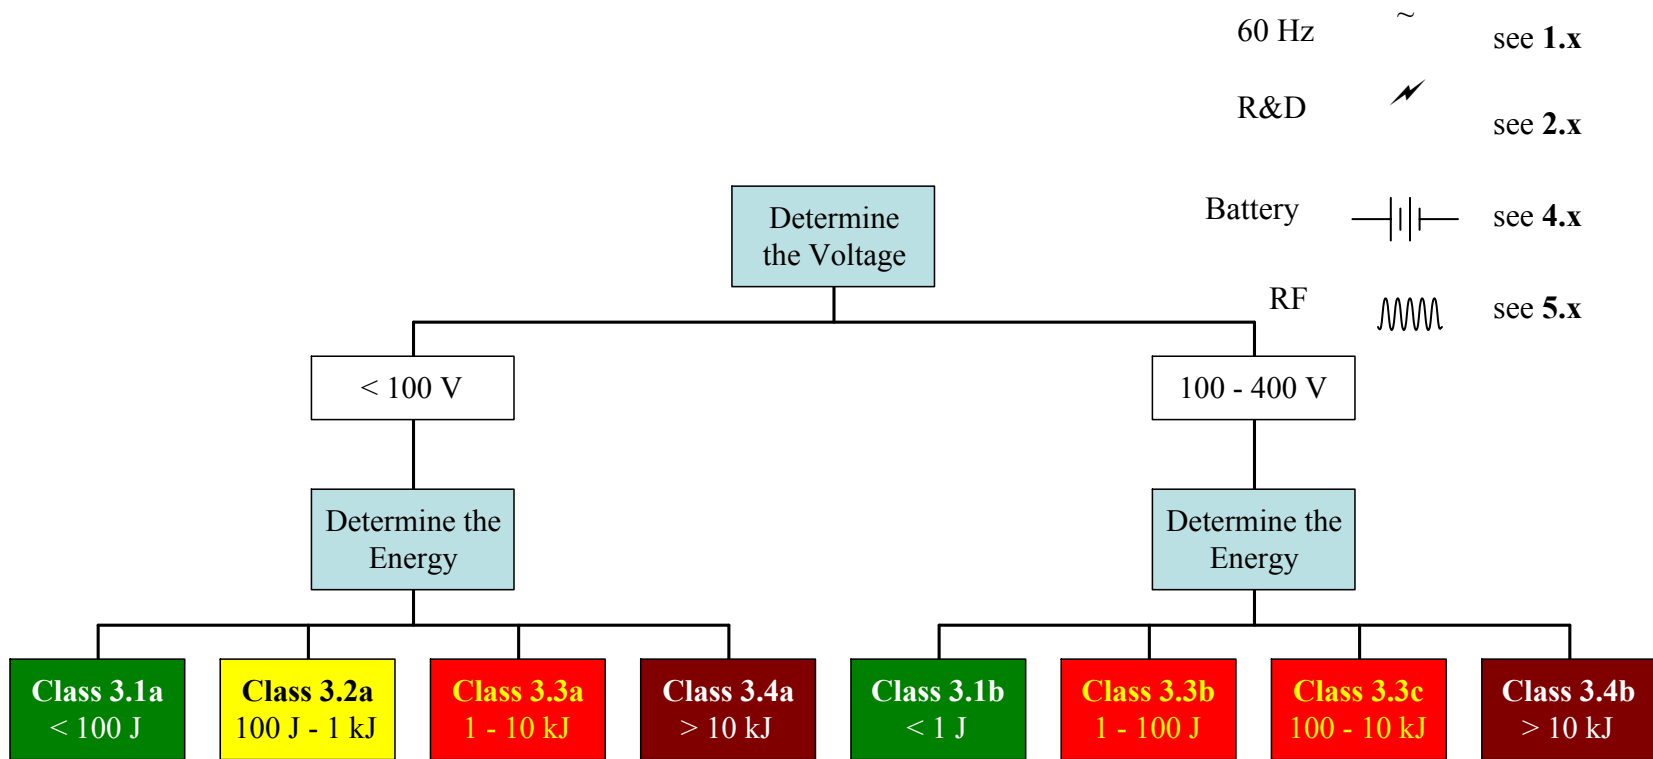 60 Hz ~ see 1.x
R&D see 2.x
Battery see 4.x
RF see 5.x
Determine
the Voltage
< 100 V
100 - 400 V
Determine the
Energy
Determine the
Energy
Class 3.1a
< 100 J
Class 3.2a
100 J - 1 kJ
Class 3.3a
1 - 10 kJ
Class 3.4a
> 10 kJ
Class 3.1b
< 1 J
Class 3.3b
1 - 100 J
Class 3.3c
100 - 10 kJ
Class 3.4b
> 10 kJ